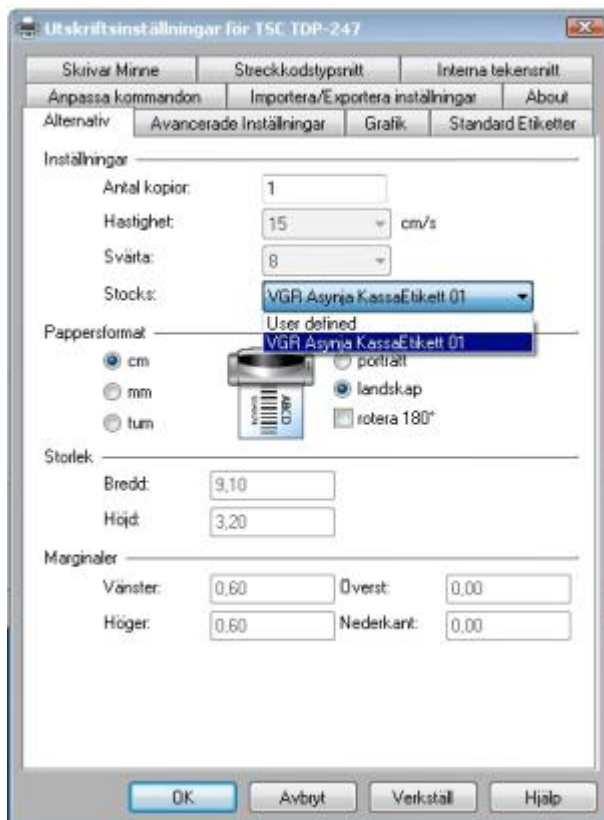 Utskriftsinställningar för TSC TDP-247
Skrivar Minne
Streckkodstypsnitt
Interna tekensnitt
Anpassa kommandon
Importera/Exportera inställningar
About
Alternativ
Avancerade Inställningar
Grafik
Standard Etiketter
Inställningar
Antal kopior: 1
Hastighet: 15 cm/s
Svärta: 8
Stocks: VGR Asynja KassaEtikett 01
User defined
VGR Asynja KassaEtikett 01
Pappersformat
cm
porträtt
mm
landskap
tum
rotera 180°
ABCD
Storlek
Bredd: 9,10
Höjd: 3,20
Marginaler
Vänster: 0,60 Överst: 0,00
Höger: 0,60 Nederkant: 0,00
OK
Avbryt
Verkställ
Hjälp